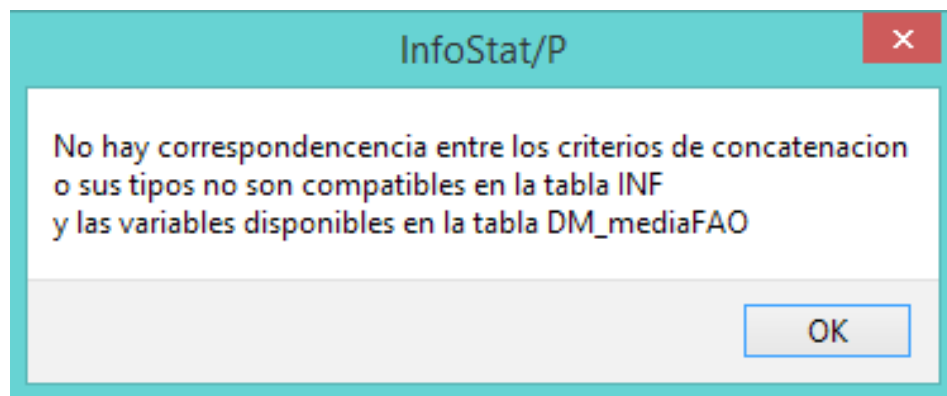 InfoStat/P
No hay correspondencencia entre los criterios de concatenacion
o sus tipos no son compatibles en la tabla INF
y las variables disponibles en la tabla DM_mediaFAO
OK